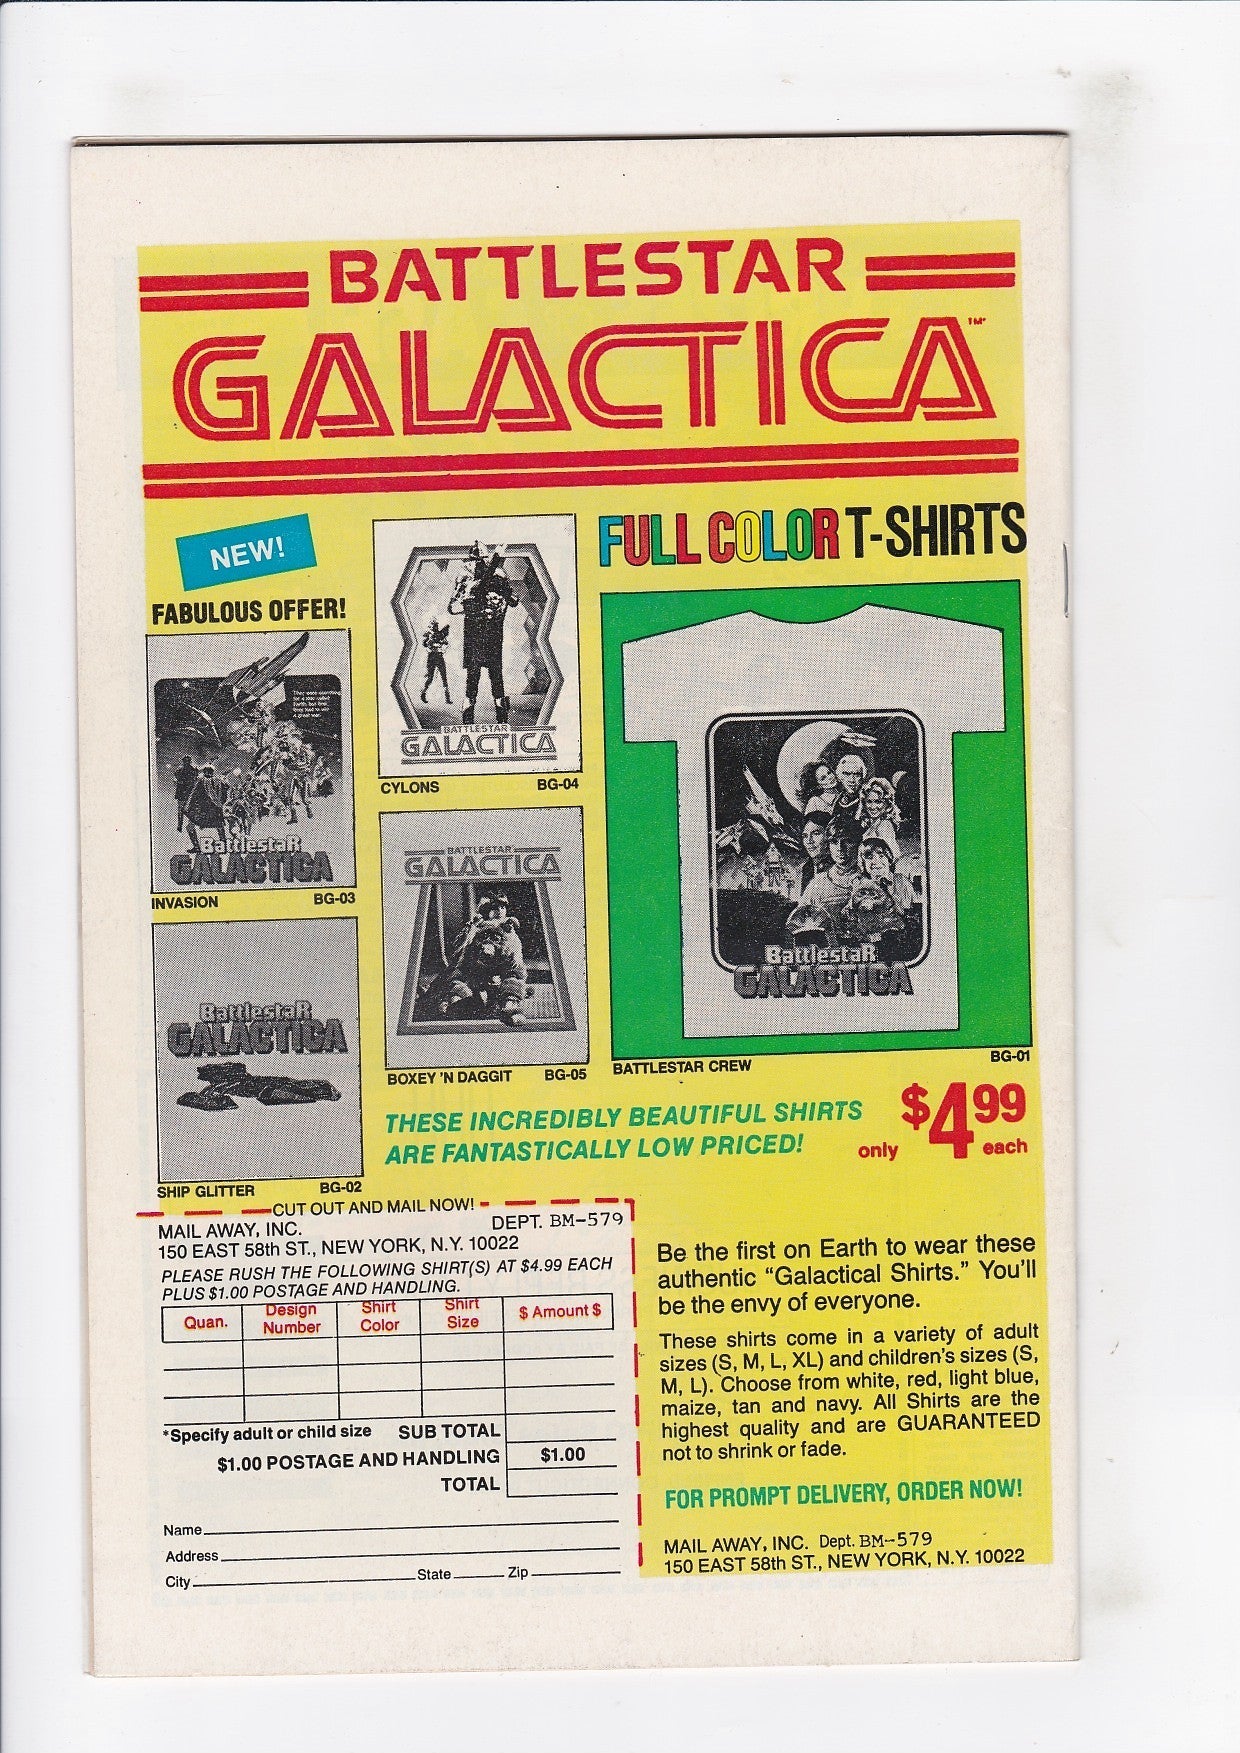 BATTLESTAR
GALACTICA™
NEW!
FABULOUS OFFER!
FULL COLOR T-SHIRTS
BATTLESTAR
GALACTICA
CYLONS BG-04
BattlestaR
GALACTICA
INVASION BG-03
BATTLESTAR
GALACTICA
BOXEY 'N DAGGIT BG-05
BattlestaR
GALACTICA
SHIP GLITTER BG-02
BattlestaR
GALACTICA
BATTLESTAR CREW BG-01
THESE INCREDIBLY BEAUTIFUL SHIRTS
ARE FANTASTICALLY LOW PRICED!
only $4.99 each
CUT OUT AND MAIL NOW!
MAIL AWAY, INC. DEPT. BM-579
150 EAST 58th ST., NEW YORK, N.Y. 10022
PLEASE RUSH THE FOLLOWING SHIRT(S) AT $4.99 EACH
PLUS $1.00 POSTAGE AND HANDLING.
Quan. Design Number Shirt Color Shirt Size $ Amount $
*Specify adult or child size SUB TOTAL
$1.00 POSTAGE AND HANDLING $1.00
TOTAL
Name
Address
City State Zip
Be the first on Earth to wear these
authentic "Galactical Shirts." You'll
be the envy of everyone.
These shirts come in a variety of adult
sizes (S, M, L, XL) and children's sizes (S,
M, L). Choose from white, red, light blue,
maize, tan and navy. All Shirts are the
highest quality and are GUARANTEED
not to shrink or fade.
FOR PROMPT DELIVERY, ORDER NOW!
MAIL AWAY, INC. Dept. BM-579
150 EAST 58th ST., NEW YORK, N.Y. 10022